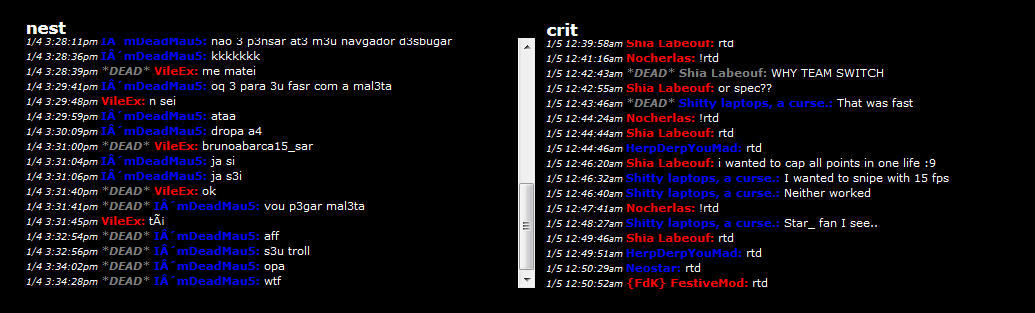 nest
1/4 3:28:11pm IÂ´mDeadMau5: nao 3 p3nsar at3 m3u navgador d3sbugar
1/4 3:28:36pm IÂ´mDeadMau5: kkkkkkk
1/4 3:28:39pm *DEAD* VileEx: me matei
1/4 3:29:41pm IÂ´mDeadMau5: oq 3 para 3u fasr com a mal3ta
1/4 3:29:48pm VileEx: n sei
1/4 3:29:59pm IÂ´mDeadMau5: ataa
1/4 3:30:09pm IÂ´mDeadMau5: dropa a4
1/4 3:31:00pm *DEAD* VileEx: brunoabarca15_sar
1/4 3:31:04pm IÂ´mDeadMau5: ja si
1/4 3:31:06pm IÂ´mDeadMau5: ja s3i
1/4 3:31:40pm *DEAD* VileEx: ok
1/4 3:31:41pm *DEAD* IÂ´mDeadMau5: vou p3gar mal3ta
1/4 3:31:45pm VileEx: tÃi
1/4 3:32:54pm *DEAD* IÂ´mDeadMau5: aff
1/4 3:32:56pm *DEAD* IÂ´mDeadMau5: s3u troll
1/4 3:34:02pm *DEAD* IÂ´mDeadMau5: opa
1/4 3:34:28pm *DEAD* IÂ´mDeadMau5: wtf
crit
1/5 12:39:58am Shia Labeouf: rtd
1/5 12:41:16am Nocherlas: !rtd
1/5 12:42:43am *DEAD* Shia Labeouf: WHY TEAM SWITCH
1/5 12:42:55am Shia Labeouf: or spec??
1/5 12:43:46am *DEAD* Shitty laptops, a curse.: That was fast
1/5 12:44:24am Nocherlas: !rtd
1/5 12:44:44am Shia Labeouf: rtd
1/5 12:44:46am HerpDerpYouMad: rtd
1/5 12:46:20am Shia Labeouf: i wanted to cap all points in one life :9
1/5 12:46:32am Shitty laptops, a curse.: I wanted to snipe with 15 fps
1/5 12:46:40am Shitty laptops, a curse.: Neither worked
1/5 12:47:41am Nocherlas: !rtd
1/5 12:48:27am Shitty laptops, a curse.: Star_ fan I see..
1/5 12:49:46am Shia Labeouf: rtd
1/5 12:49:51am HerpDerpYouMad: rtd
1/5 12:50:29am Neostar: rtd
1/5 12:50:52am {FdK} FestiveMod: rtd